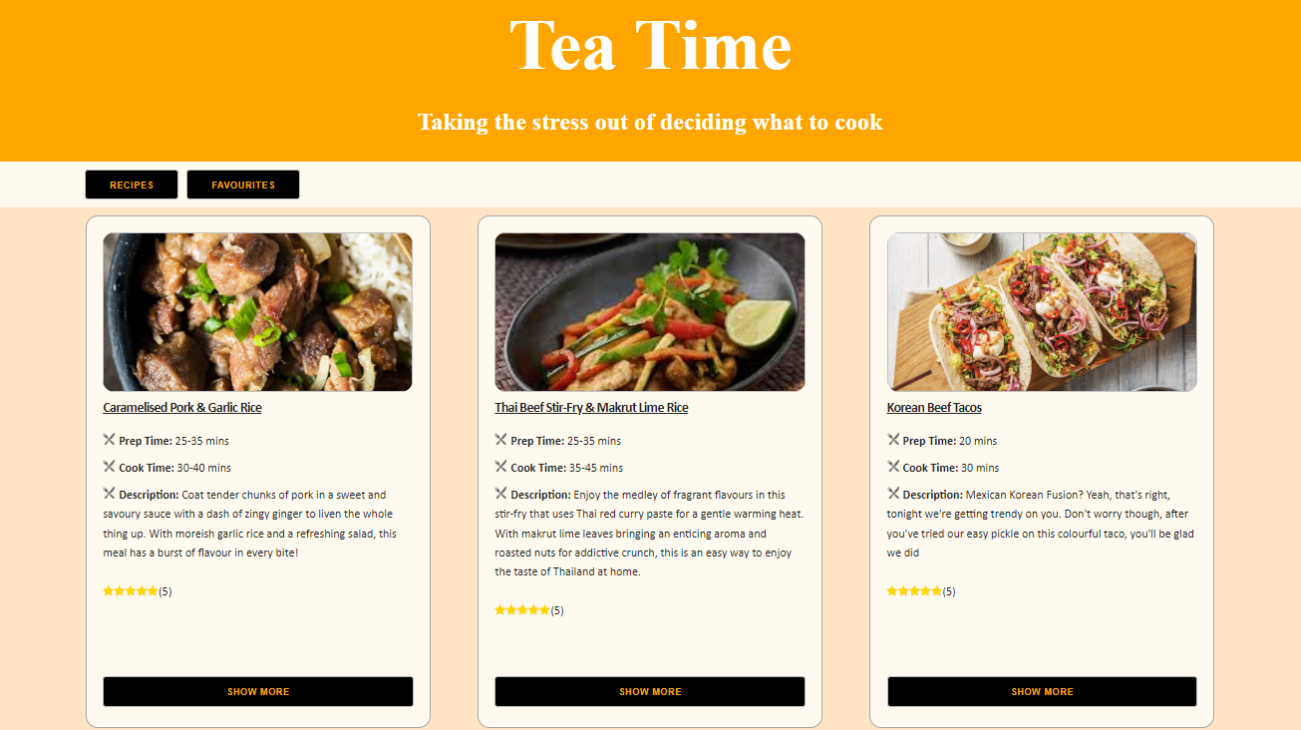 Tea Time
Taking the stress out of deciding what to cook
RECIPES
FAVOURITES
Caramelised Pork & Garlic Rice
Prep Time: 25-35 mins
Cook Time: 30-40 mins
Description: Coat tender chunks of pork in a sweet and
savoury sauce with a dash of zingy ginger to liven the whole
thing up. With moreish garlic rice and a refreshing salad, this
meal has a burst of flavour in every bite!
(5)
SHOW MORE
Thai Beef Stir-Fry & Makrut Lime Rice
Prep Time: 25-35 mins
Cook Time: 35-45 mins
Description: Enjoy the medley of fragrant flavours in this
stir-fry that uses Thai red curry paste for a gentle warming heat.
With makrut lime leaves bringing an enticing aroma and
roasted nuts for addictive crunch, this is an easy way to enjoy
the taste of Thailand at home.
(5)
SHOW MORE
Korean Beef Tacos
Prep Time: 20 mins
Cook Time: 30 mins
Description: Mexican Korean Fusion? Yeah, that's right,
tonight we're getting trendy on you. Don't worry though, after
you've tried our easy pickle on this colourful taco, you'll be glad
we did
(5)
SHOW MORE